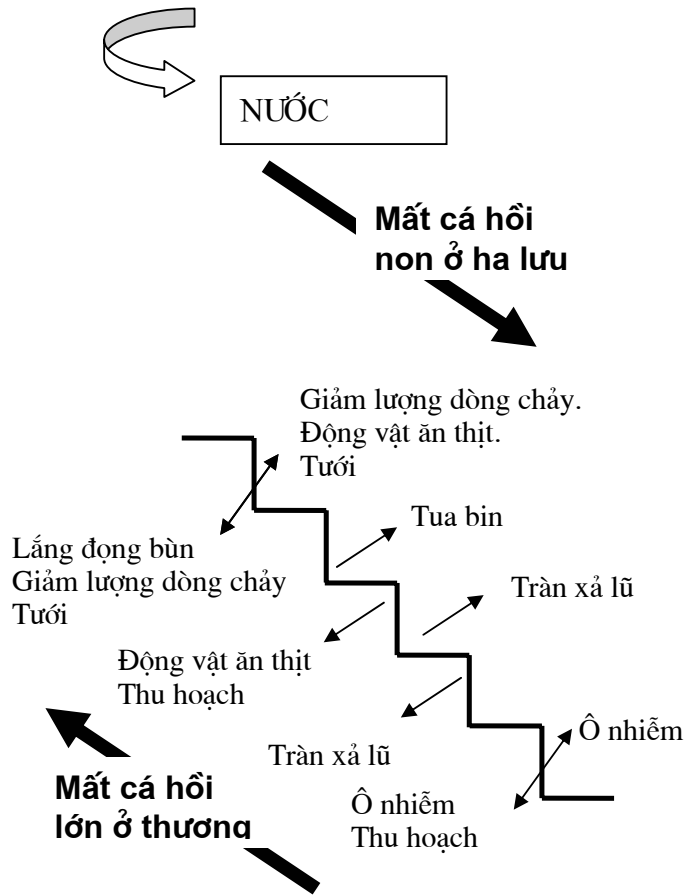 NƯỚC
Mất cá hồi
non ở ha lưu
Giảm lượng dòng chảy.
Động vật ăn thịt.
Tưới
Tua bin
Lắng đọng bùn
Giảm lượng dòng chảy
Tưới
Tràn xả lũ
Động vật ăn thịt
Thu hoạch
Ô nhiễm
Tràn xả lũ
Mất cá hồi
lớn ở thương
Ô nhiễm
Thu hoạch